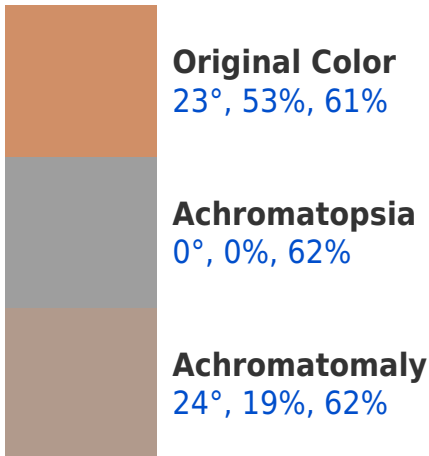 Original Color
23°, 53%, 61%
Achromatopsia
0°, 0%, 62%
Achromatomaly
24°, 19%, 62%